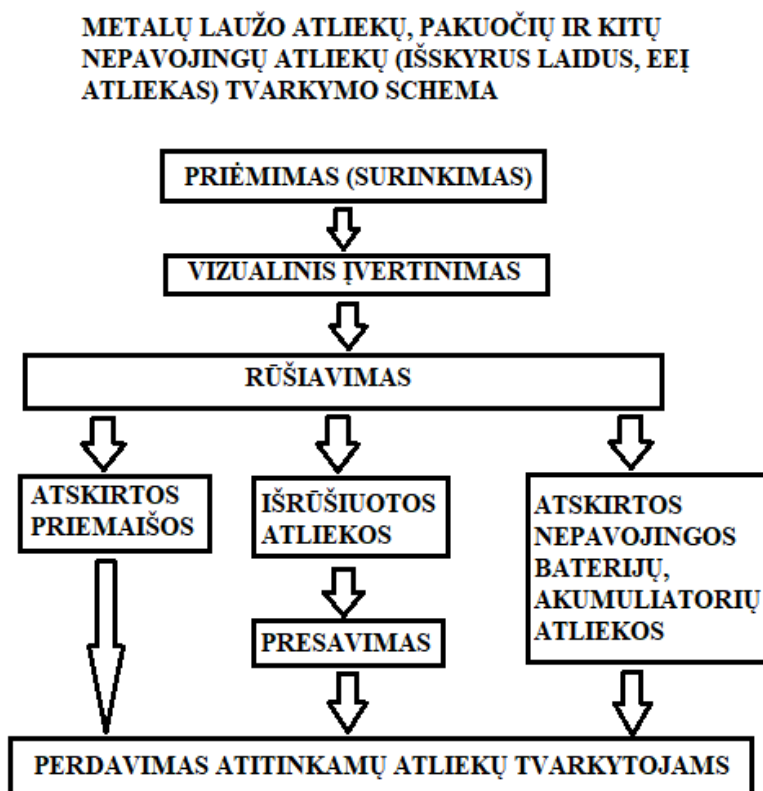 METALŲ LAUŽO ATLIEKŲ, PAKUOČIŲ IR KITŲ
NEPAVOJINGŲ ATLIEKŲ (IŠSKYRUS LAIDUS, EEĮ
ATLIEKAS) TVARKYMO SCHEMA
PRIĖMIMAS (SURINKIMAS)
VIZUALINIS ĮVERTINIMAS
RŪŠIAVIMAS
ATSKIRTOS
PRIEMAIŠOS
IŠRŪŠIUOTOS
ATLIEKOS
PRESAVIMAS
ATSKIRTOS
NEPAVOJINGOS
BATERIJŲ,
AKUMULIATORIŲ
ATLIEKOS
PERDAVIMAS ATITINKAMŲ ATLIEKŲ TVARKYTOJAMS